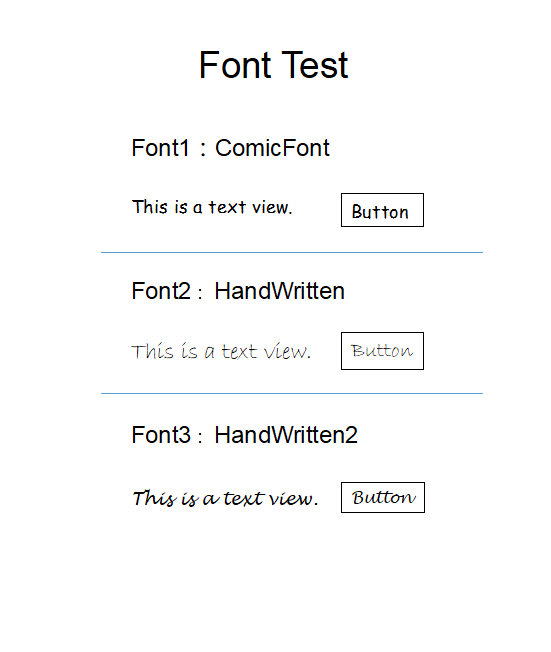 Font Test
Font1：ComicFont
This is a text view. Button
Font2： HandWritten
This is a text view. Button
Font3： HandWritten2
This is a text view. Button